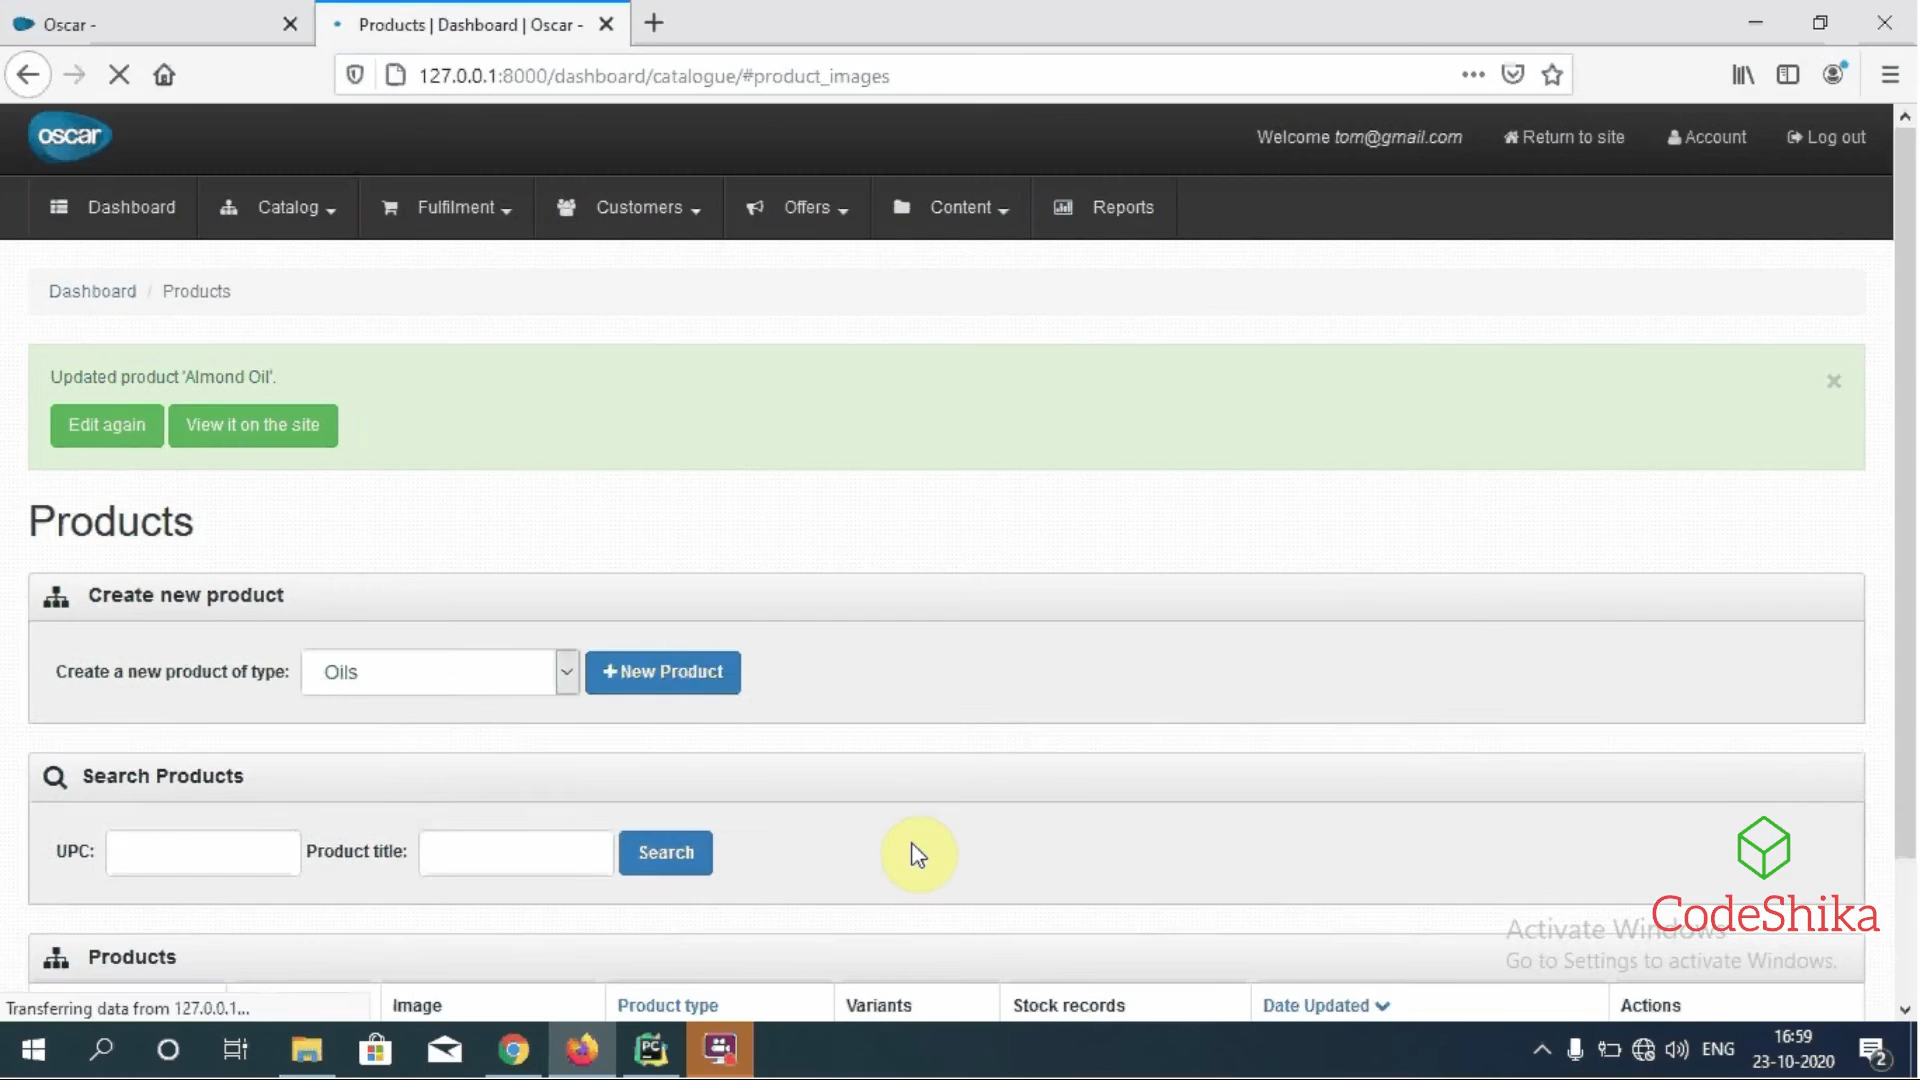 Oscar -
Products | Dashboard | Oscar -
127.0.0.1:8000/dashboard/catalogue/#product_images
oscar
Welcome tom@gmail.com
Return to site
Account
Log out
Dashboard
Catalog
Fulfilment
Customers
Offers
Content
Reports
Dashboard / Products
Updated product 'Almond Oil'.
Edit again
View it on the site
Products
Create new product
Create a new product of type:
Oils
+ New Product
Search Products
UPC:
Product title:
Search
CodeShika
Activate Windows
Go to Settings to activate Windows.
Products
Transferring data from 127.0.0.1...
Image
Product type
Variants
Stock records
Date Updated
Actions
PC
ENG
16:59
23-10-2020
2